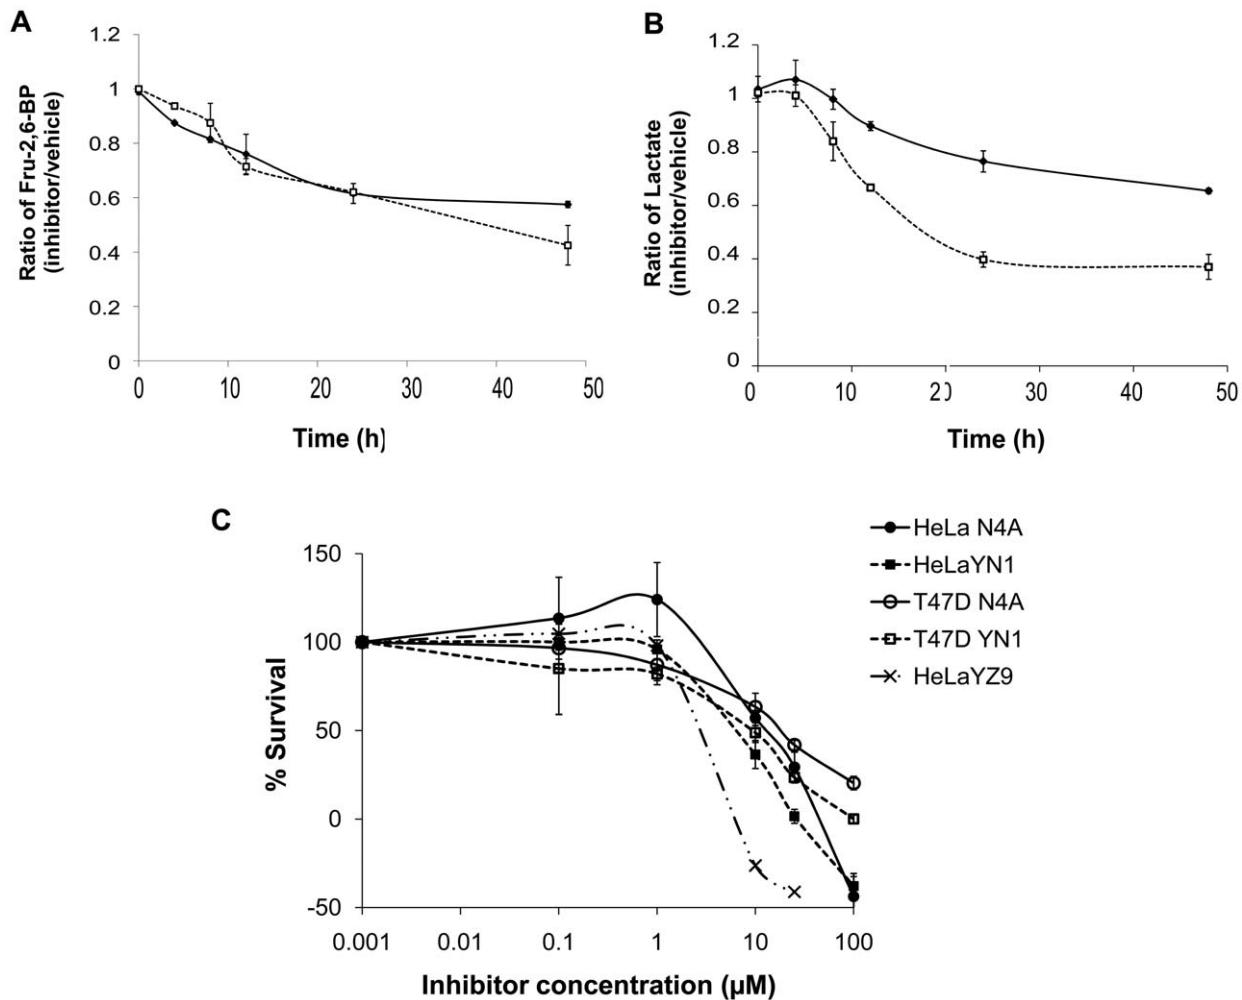 A
Ratio of Fru-2,6-BP
(inhibitor/vehicle)
1.2
1
0.8
0.6
0.4
0.2
0
0 10 20 30 40 50
Time (h)
B
Ratio of Lactate
(inhibitor/vehicle)
1.2
1
0.8
0.6
0.4
0.2
0
0 10 20 30 40 50
Time (h)
C
% Survival
150
100
50
0
-50
0.001 0.01 0.1 1 10 100
Inhibitor concentration (µM)
HeLa N4A
HeLaYN1
T47D N4A
T47D YN1
HeLaYZ9